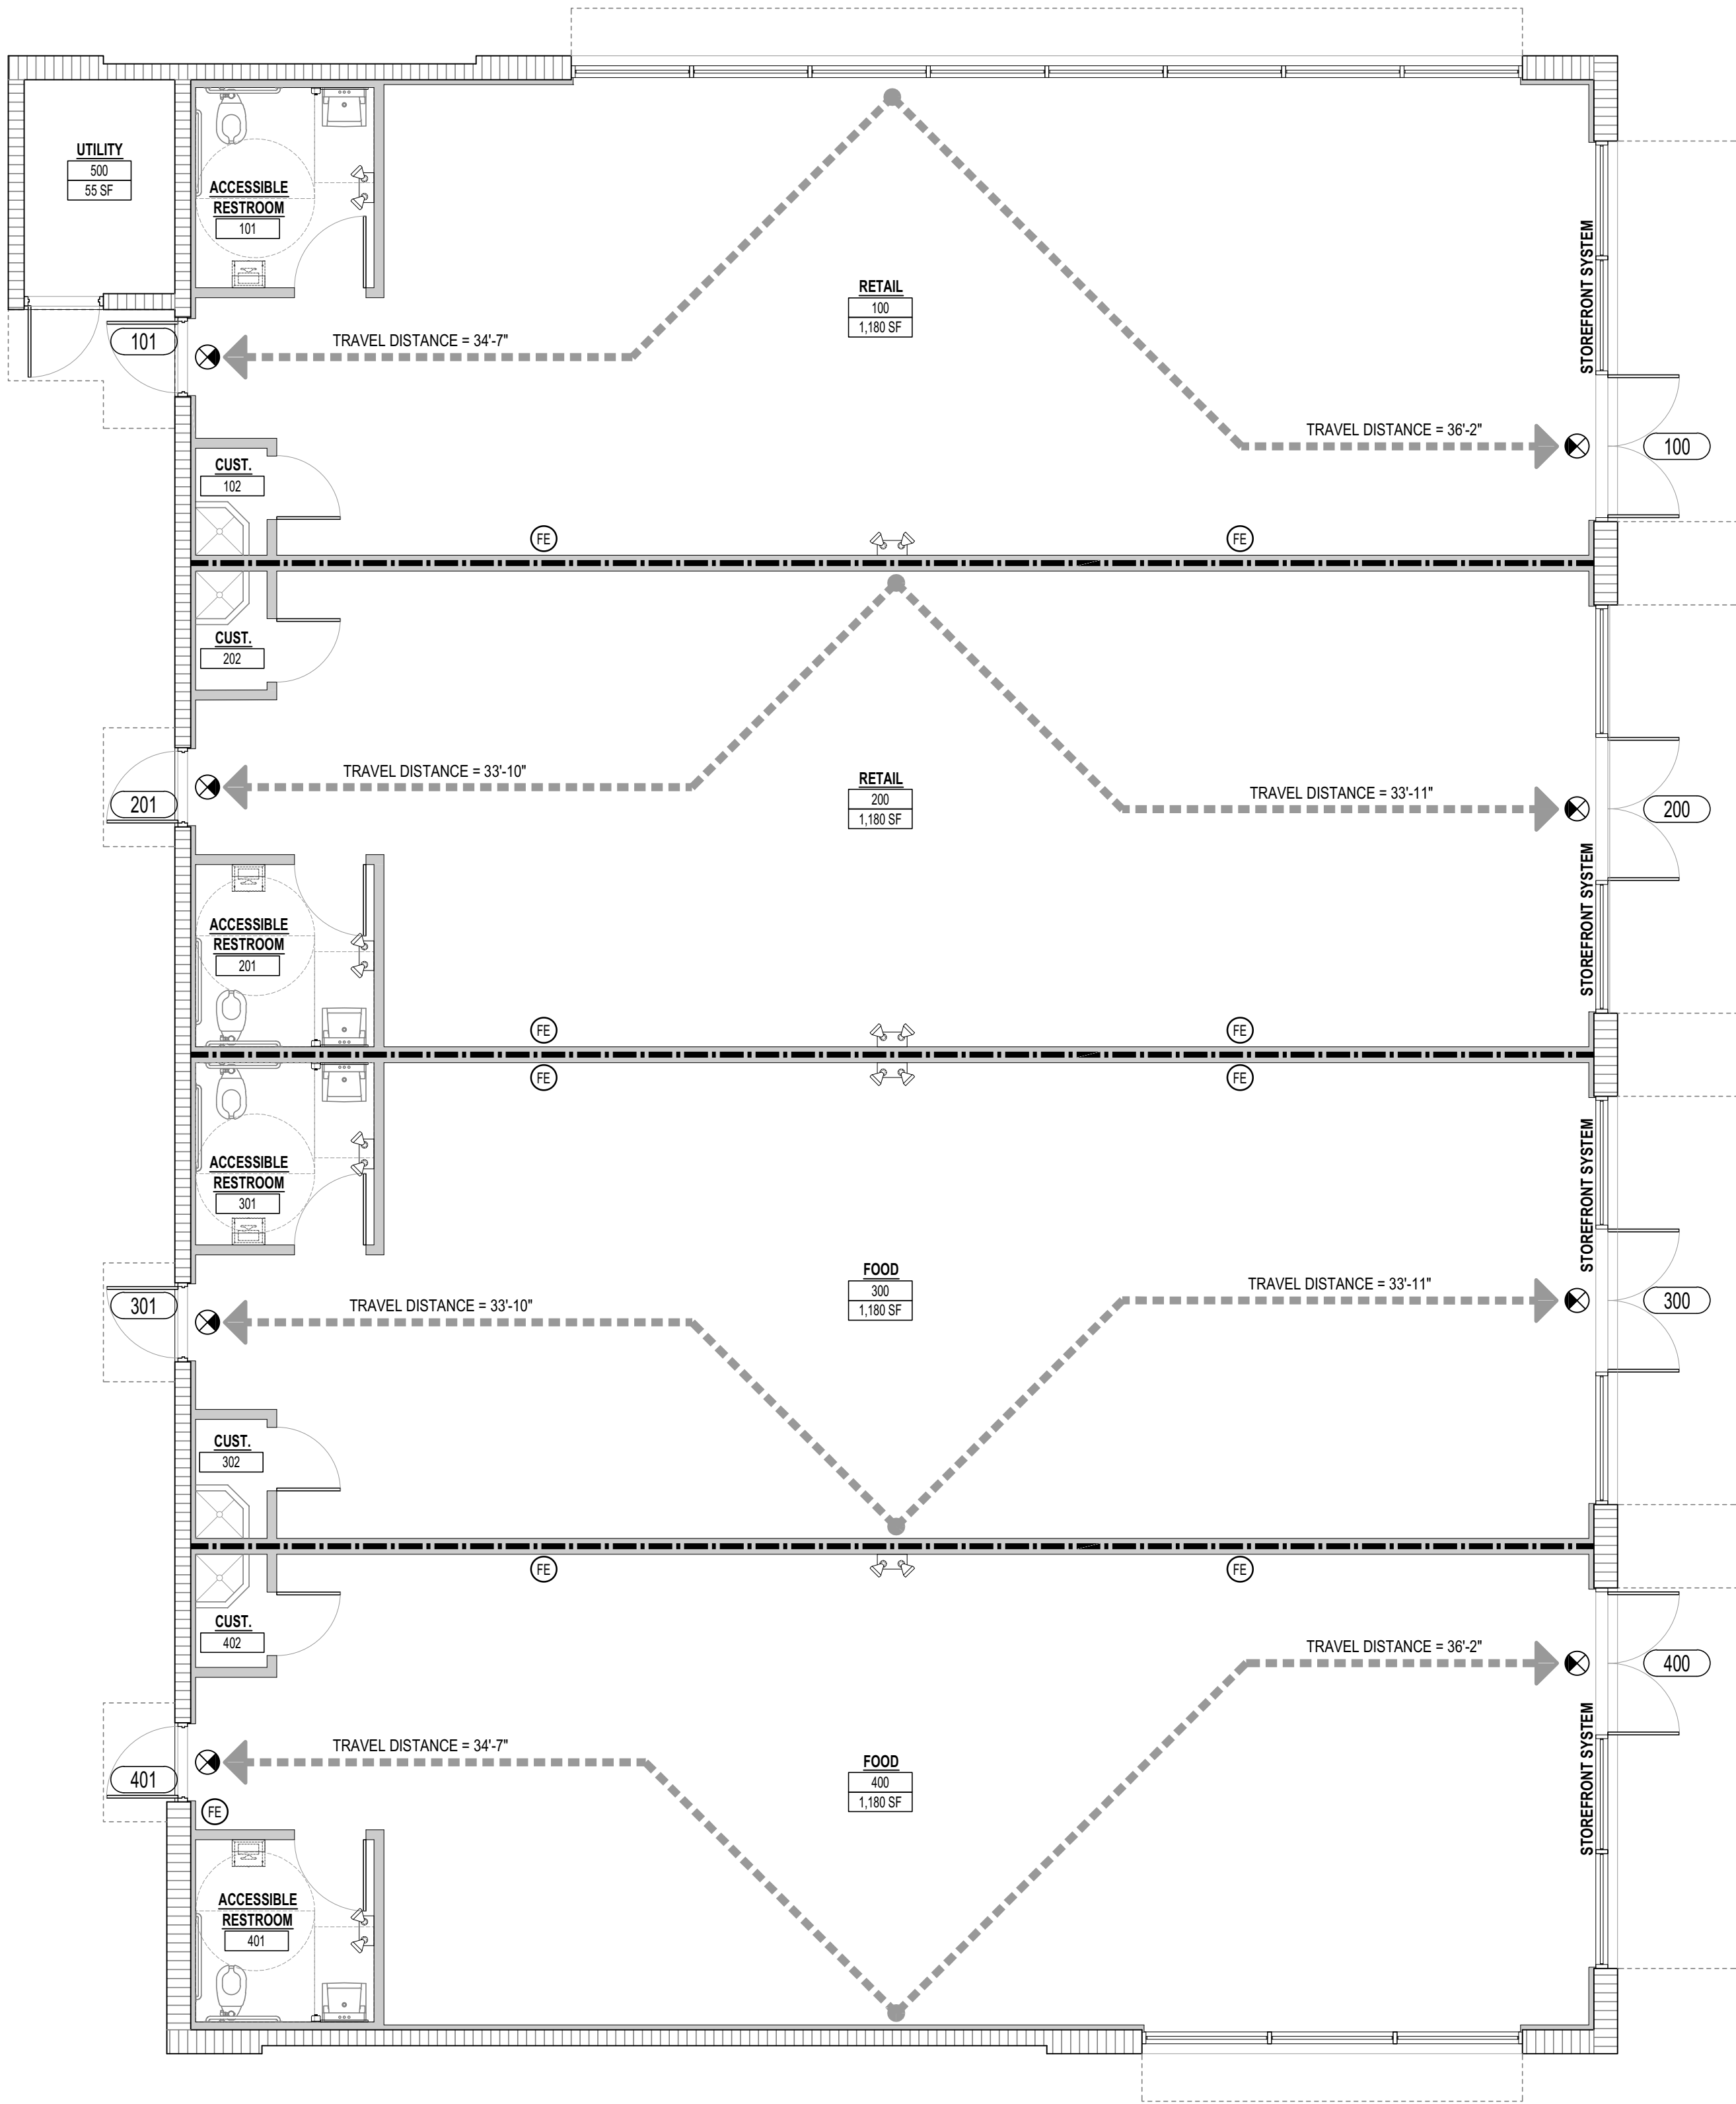 UTILITY
500
55 SF
ACCESSIBLE
RESTROOM
101
RETAIL
100
1,180 SF
STOREFRONT SYSTEM
101
TRAVEL DISTANCE = 34'-7"
TRAVEL DISTANCE = 36'-2"
100
CUST.
102
FE
FE
CUST.
202
TRAVEL DISTANCE = 33'-10"
RETAIL
200
1,180 SF
TRAVEL DISTANCE = 33'-11"
201
200
STOREFRONT SYSTEM
ACCESSIBLE
RESTROOM
201
FE
FE
FE
FE
ACCESSIBLE
RESTROOM
301
STOREFRONT SYSTEM
FOOD
300
1,180 SF
TRAVEL DISTANCE = 33'-11"
301
TRAVEL DISTANCE = 33'-10"
300
CUST.
302
FE
FE
CUST.
402
TRAVEL DISTANCE = 36'-2"
400
TRAVEL DISTANCE = 34'-7"
FOOD
400
1,180 SF
STOREFRONT SYSTEM
401
FE
ACCESSIBLE
RESTROOM
401